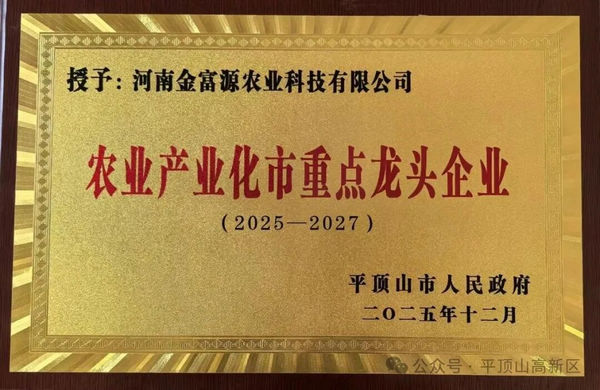 授予：河南金富源农业科技有限公司
农业产业化市重点龙头企业
（2025—2027）
平顶山市人民政府
二〇二五年十二月
公众号·平顶山高新区